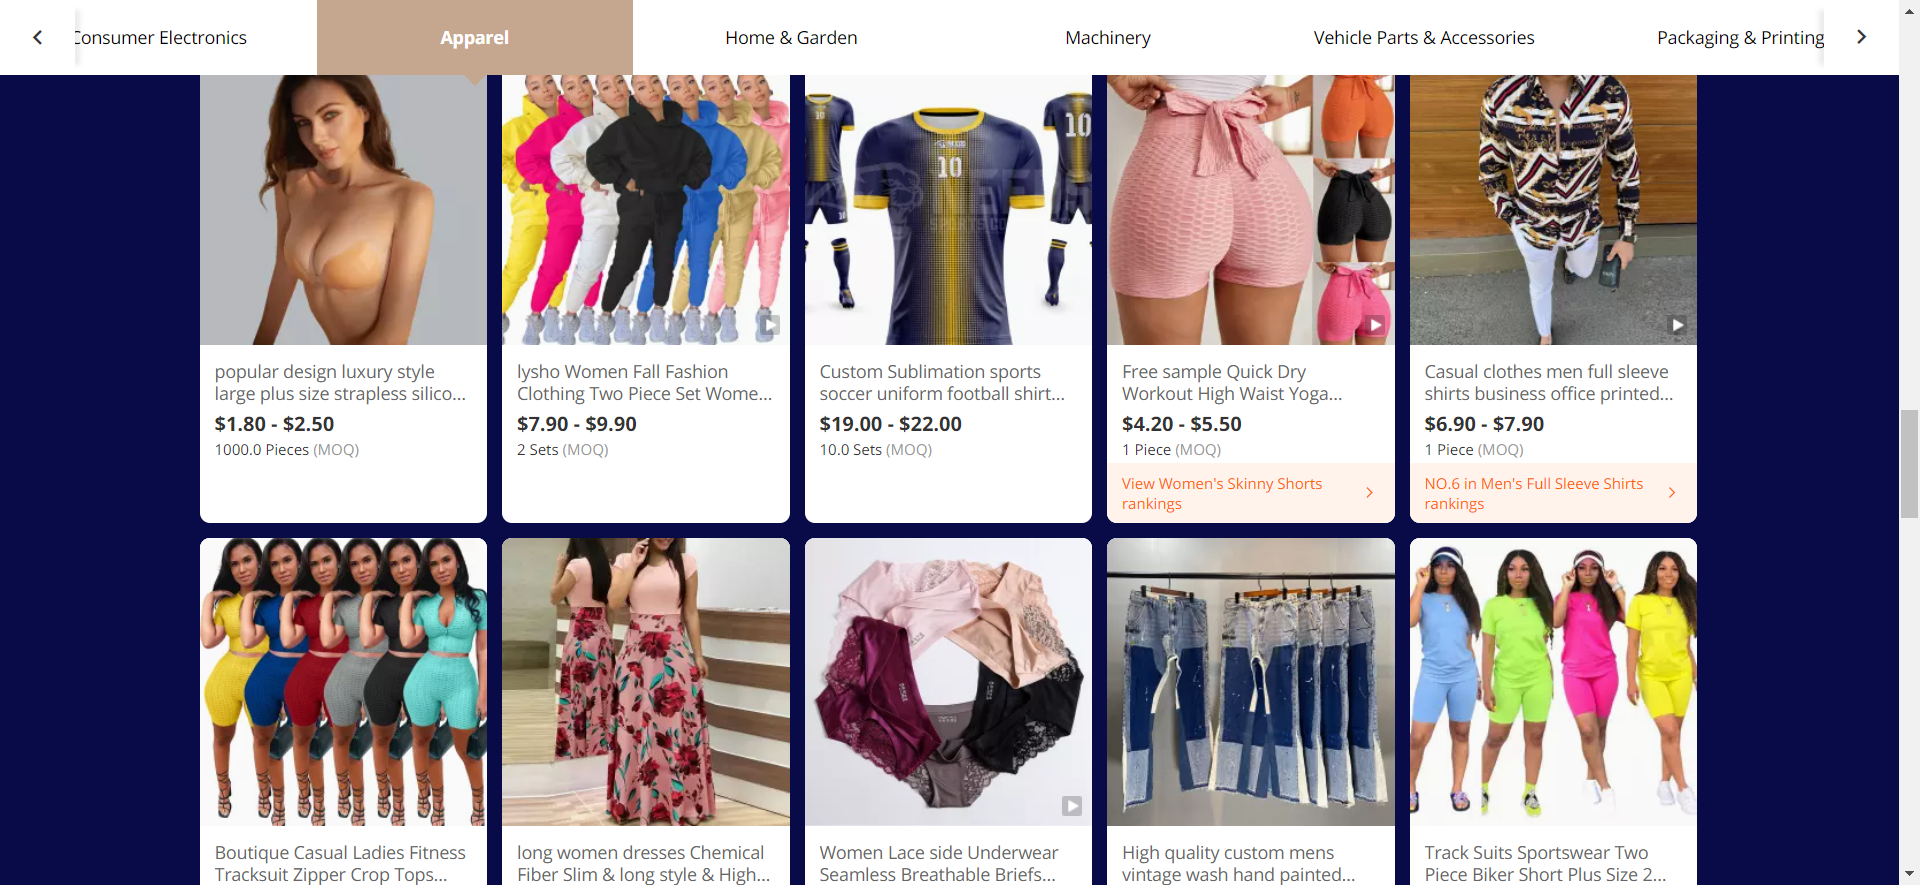 Consumer Electronics
Apparel
Home & Garden
Machinery
Vehicle Parts & Accessories
Packaging & Printing
10
10
10
popular design luxury style
large plus size strapless silico...
$1.80 - $2.50
1000.0 Pieces (MOQ)
lysho Women Fall Fashion
Clothing Two Piece Set Wome...
$7.90 - $9.90
2 Sets (MOQ)
Custom Sublimation sports
soccer uniform football shirt...
$19.00 - $22.00
10.0 Sets (MOQ)
Free sample Quick Dry
Workout High Waist Yoga...
$4.20 - $5.50
1 Piece (MOQ)
View Women's Skinny Shorts
rankings
Casual clothes men full sleeve
shirts business office printed...
$6.90 - $7.90
1 Piece (MOQ)
NO.6 in Men's Full Sleeve Shirts
rankings
Boutique Casual Ladies Fitness
Tracksuit Zipper Crop Tops...
long women dresses Chemical
Fiber Slim & long style & High...
Women Lace side Underwear
Seamless Breathable Briefs...
High quality custom mens
vintage wash hand painted...
Track Suits Sportswear Two
Piece Biker Short Plus Size 2...